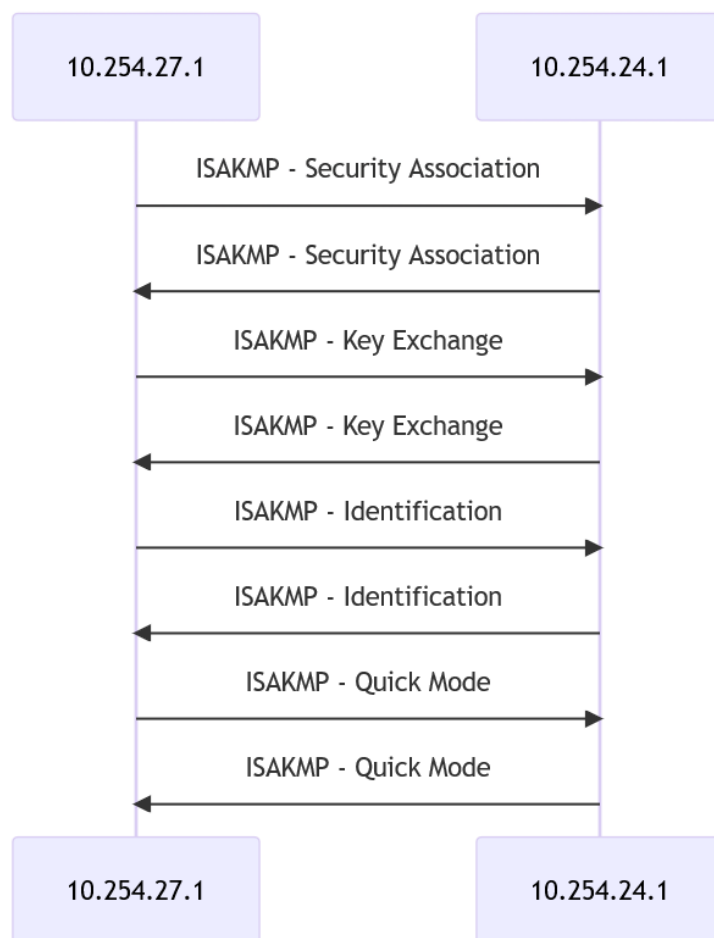 10.254.27.1
10.254.24.1
ISAKMP - Security Association
ISAKMP - Security Association
ISAKMP - Key Exchange
ISAKMP - Key Exchange
ISAKMP - Identification
ISAKMP - Identification
ISAKMP - Quick Mode
ISAKMP - Quick Mode
10.254.27.1
10.254.24.1